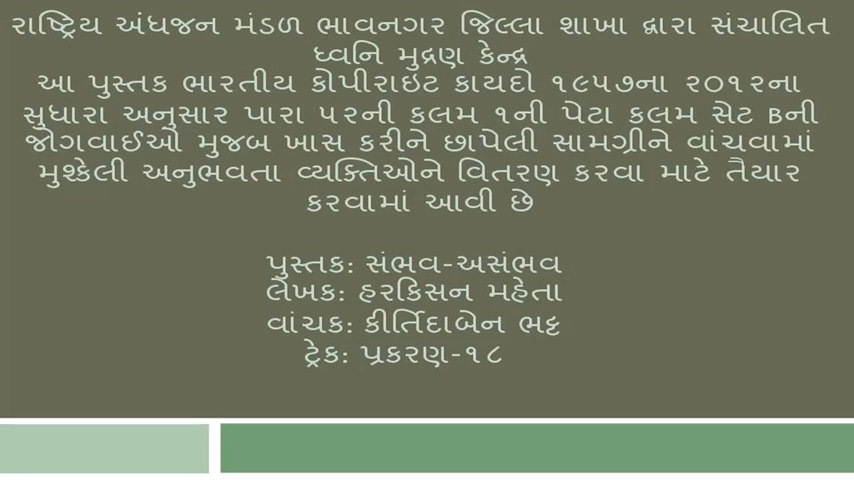 રાષ્ટ્રિય અંધજન મંડળ ભાવનગર જિલ્લા શાખા દ્વારા સંચાલિત
ધ્વનિ મુદ્રણ કેન્દ્ર
આ પુસ્તક ભારતીય કોપીરાઇટ કાયદો ૧૯૫૭ના ૨૦૧૨ના
સુધારા અનુસાર પારા ૫૨ની કલમ ૧ની પેટા કલમ સેટ Bની
જોગવાઈઓ મુજબ ખાસ કરીને છાપેલી સામગ્રીને વાંચવામાં
મુશ્કેલી અનુભવતા વ્યક્તિઓને વિતરણ કરવા માટે તૈયાર
કરવામાં આવી છે
પુસ્તક: સંભવ-અસંભવ
લેખક: હરકિસન મહેતા
વાંચક: કીર્તિદાબેન ભટ્ટ
ટ્રેક: પ્રકરણ-૧૮